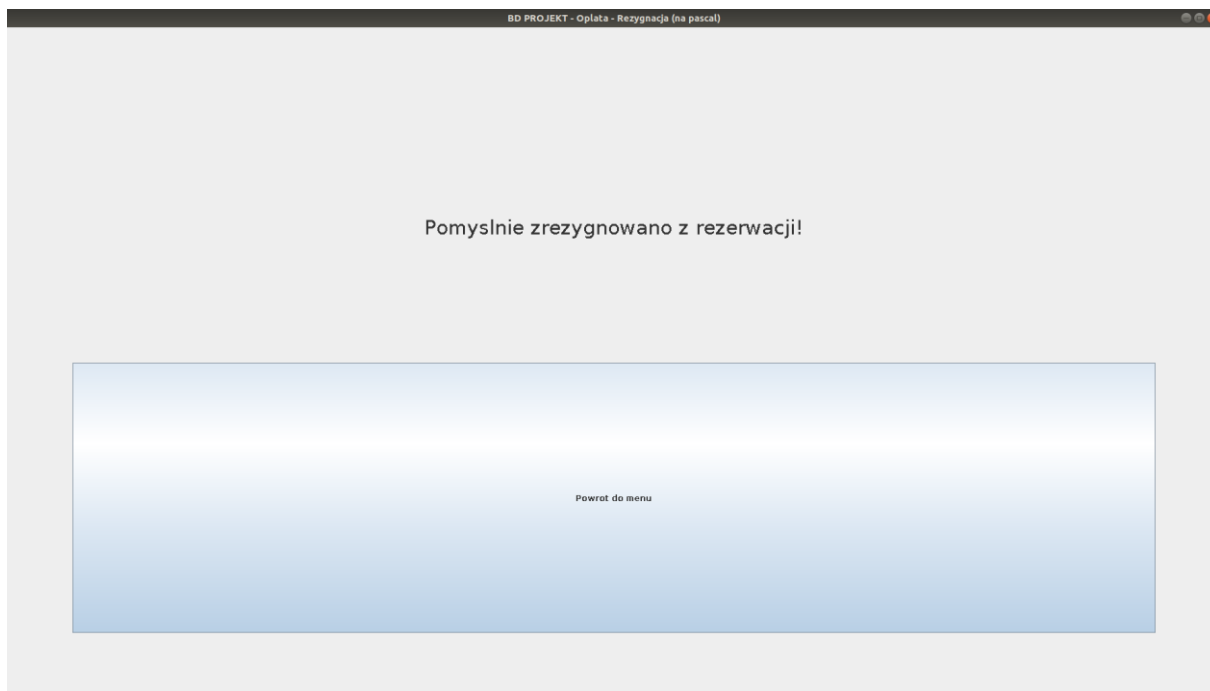 BD PROJEKT - Oplata - Rezygnacja (na pascal)
Pomyslnie zrezygnowano z rezerwacji!
Powrot do menu